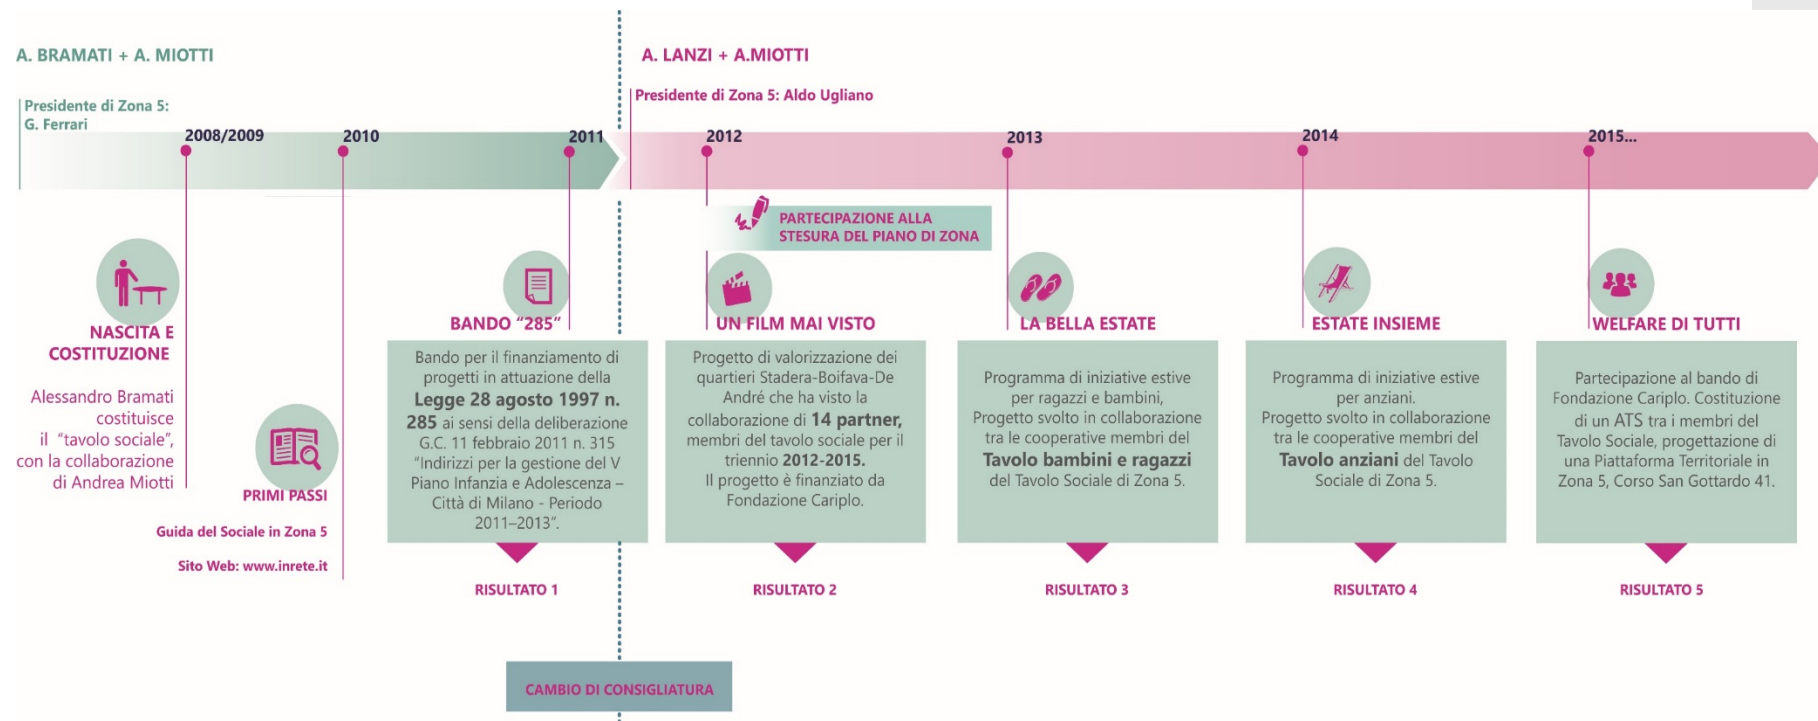 A. BRAMATI + A. MIOTTI
A. LANZI + A.MIOTTI
Presidente di Zona 5:
G. Ferrari
Presidente di Zona 5: Aldo Ugliano
2008/2009
2010
2011
2012
2013
2014
2015...
PARTECIPAZIONE ALLA
STESURA DEL PIANO DI ZONA
NASCITA E
COSTITUZIONE
Alessandro Bramati
costituisce
il "tavolo sociale",
con la collaborazione
di Andrea Miotti
PRIMI PASSI
Guida del Sociale in Zona 5
Sito Web: www.inrete.it
BANDO "285"
Bando per il finanziamento di
progetti in attuazione della
Legge 28 agosto 1997 n.
285 ai sensi della deliberazione
G.C. 11 febbraio 2011 n. 315
"Indirizzi per la gestione del V
Piano Infanzia e Adolescenza –
Città di Milano - Periodo
2011–2013".
RISULTATO 1
UN FILM MAI VISTO
Progetto di valorizzazione dei
quartieri Stadera-Boifava-De
André che ha visto la
collaborazione di 14 partner,
membri del tavolo sociale per il
triennio 2012-2015.
Il progetto è finanziato da
Fondazione Cariplo.
RISULTATO 2
LA BELLA ESTATE
Programma di iniziative estive
per ragazzi e bambini,
Progetto svolto in collaborazione
tra le cooperative membri del
Tavolo bambini e ragazzi
del Tavolo Sociale di Zona 5.
RISULTATO 3
ESTATE INSIEME
Programma di iniziative estive
per anziani.
Progetto svolto in collaborazione
tra le cooperative membri del
Tavolo anziani del Tavolo
Sociale di Zona 5.
RISULTATO 4
WELFARE DI TUTTI
Partecipazione al bando di
Fondazione Cariplo. Costituzione
di un ATS tra i membri del
Tavolo Sociale, progettazione di
una Piattaforma Territoriale in
Zona 5, Corso San Gottardo 41.
RISULTATO 5
CAMBIO DI CONSIGLIATURA